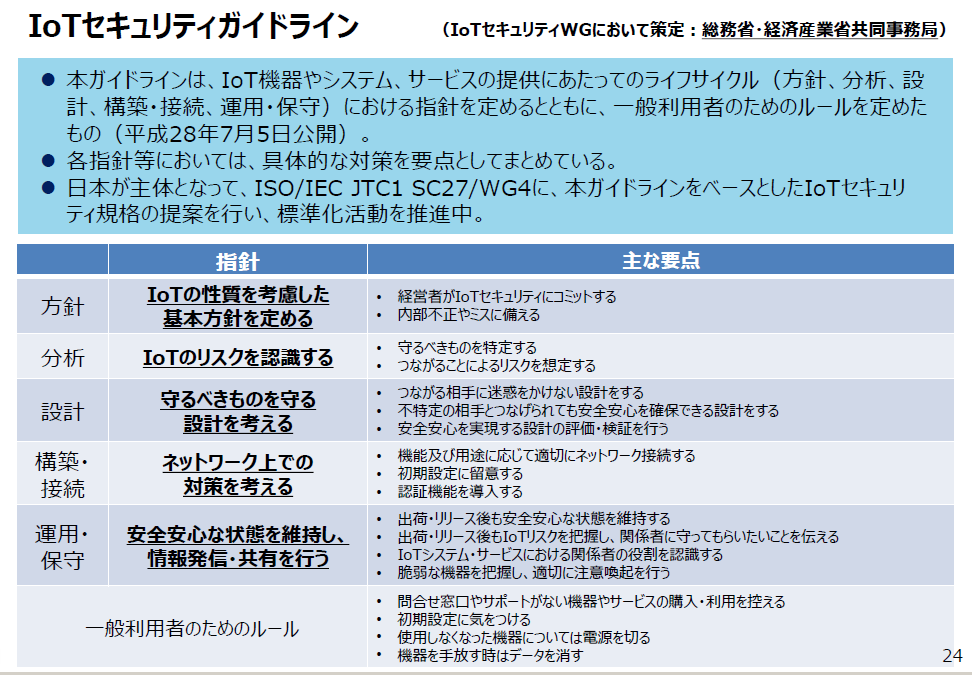 IoTセキュリティガイドライン
（IoTセキュリティWGにおいて策定：総務省・経済産業省共同事務局）
● 本ガイドラインは、IoT機器やシステム、サービスの提供にあたってのライフサイクル（方針、分析、設
計、構築・接続、運用・保守）における指針を定めるとともに、一般利用者のためのルールを定めた
もの（平成28年7月5日公開）。
● 各指針等においては、具体的な対策を要点としてまとめている。
● 日本が主体となって、ISO/IEC JTC1 SC27/WG4に、本ガイドラインをベースとしたIoTセキュリ
ティ規格の提案を行い、標準化活動を推進中。
指針
主な要点
方針
IoTの性質を考慮した
基本方針を定める
• 経営者がIoTセキュリティにコミットする
• 内部不正やミスに備える
分析
IoTのリスクを認識する
• 守るべきものを特定する
• つながることによるリスクを想定する
設計
守るべきものを守る
設計を考える
• つながる相手に迷惑をかけない設計をする
• 不特定の相手とつなげられても安全安心を確保できる設計をする
• 安全安心を実現する設計の評価・検証を行う
構築・
接続
ネットワーク上での
対策を考える
• 機能及び用途に応じて適切にネットワーク接続する
• 初期設定に留意する
• 認証機能を導入する
運用・
保守
安全安心な状態を維持し、
情報発信・共有を行う
• 出荷・リリース後も安全安心な状態を維持する
• 出荷・リリース後もIoTリスクを把握し、関係者に守ってもらいたいことを伝える
• IoTシステム・サービスにおける関係者の役割を認識する
• 脆弱な機器を把握し、適切に注意喚起を行う
一般利用者のためのルール
• 問合せ窓口やサポートがない機器やサービスの購入・利用を控える
• 初期設定に気をつける
• 使用しなくなった機器については電源を切る
• 機器を手放す時はデータを消す
24